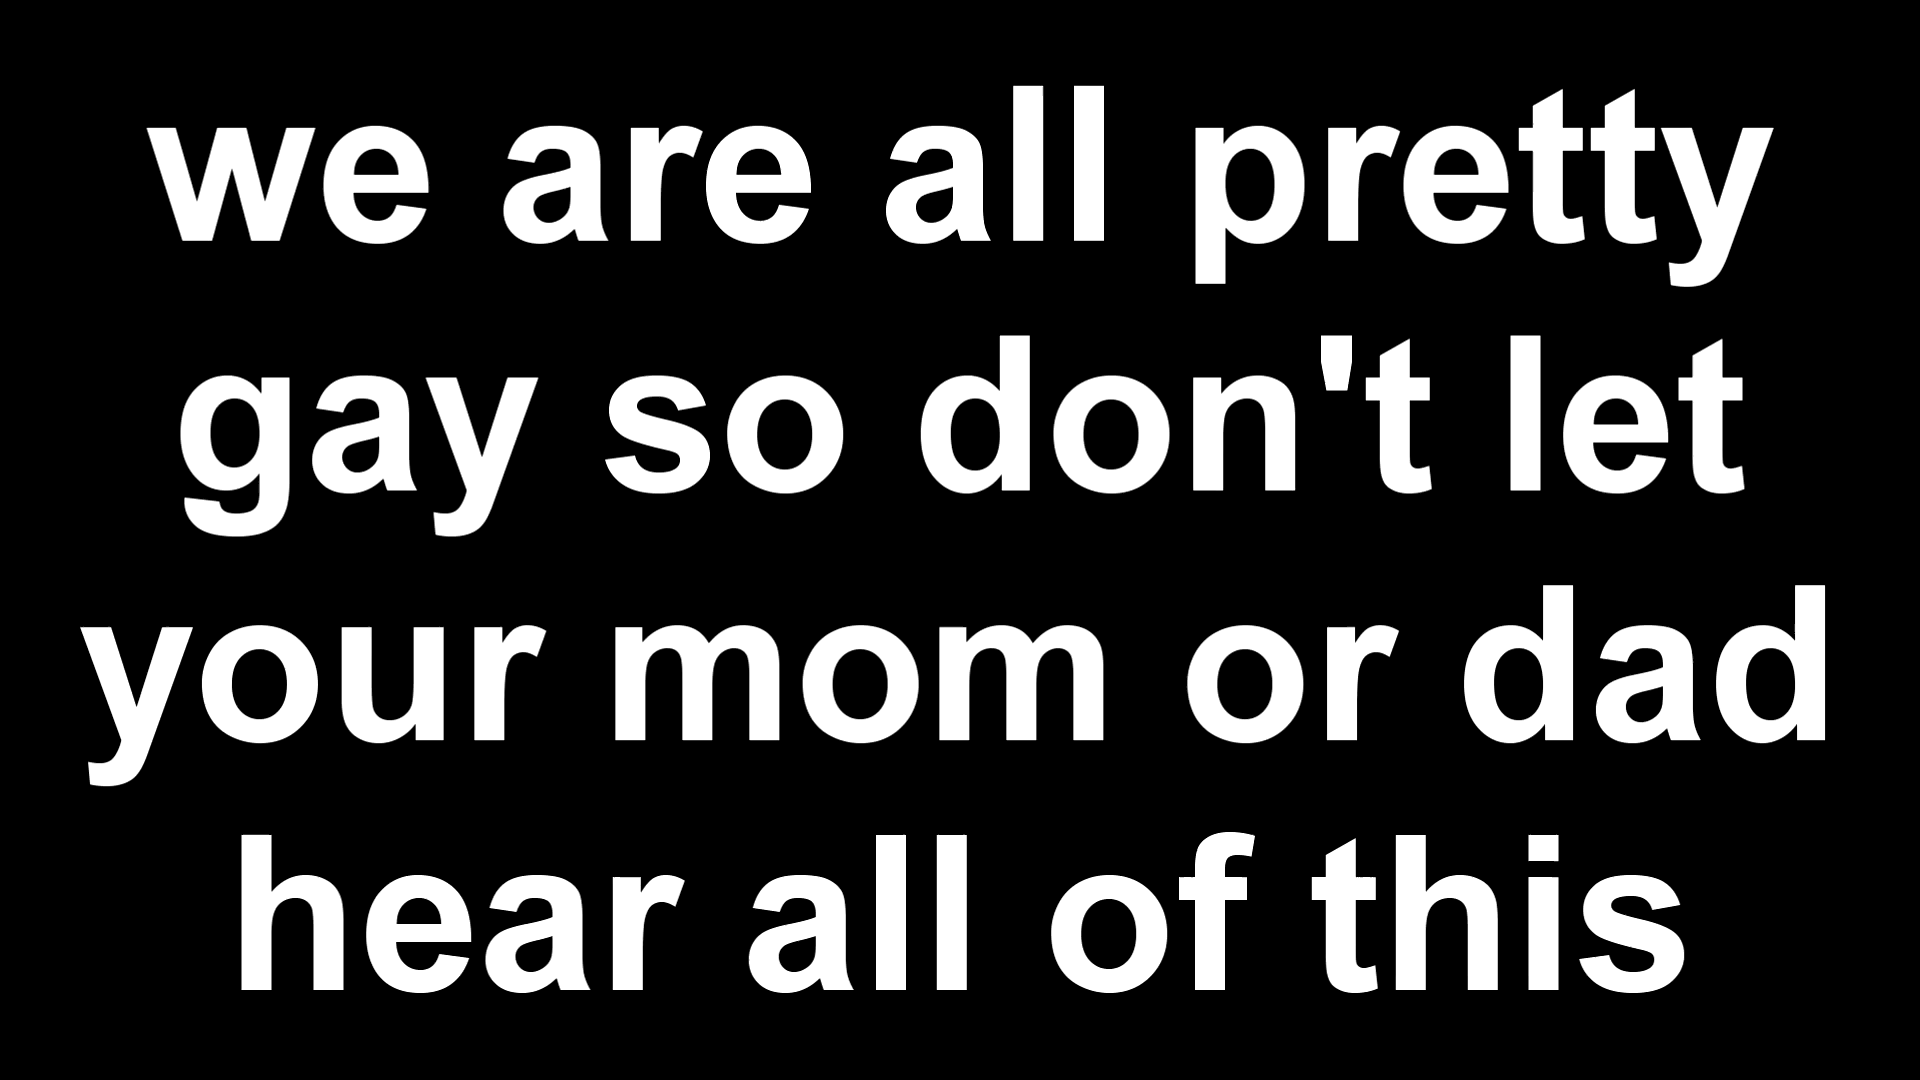 we are all pretty
gay so don't let
your mom or dad
hear all of this